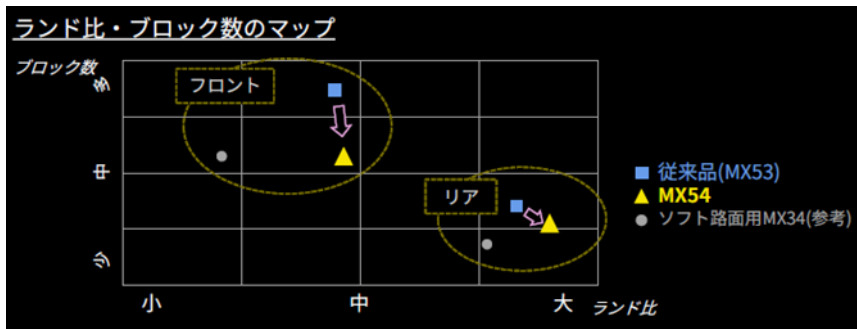 ランド比・ブロック数のマップ
ブロック数
多
フロント
中
リア
少
小
中
大
ランド比
従来品(MX53)
MX54
ソフト路面用MX34(参考)